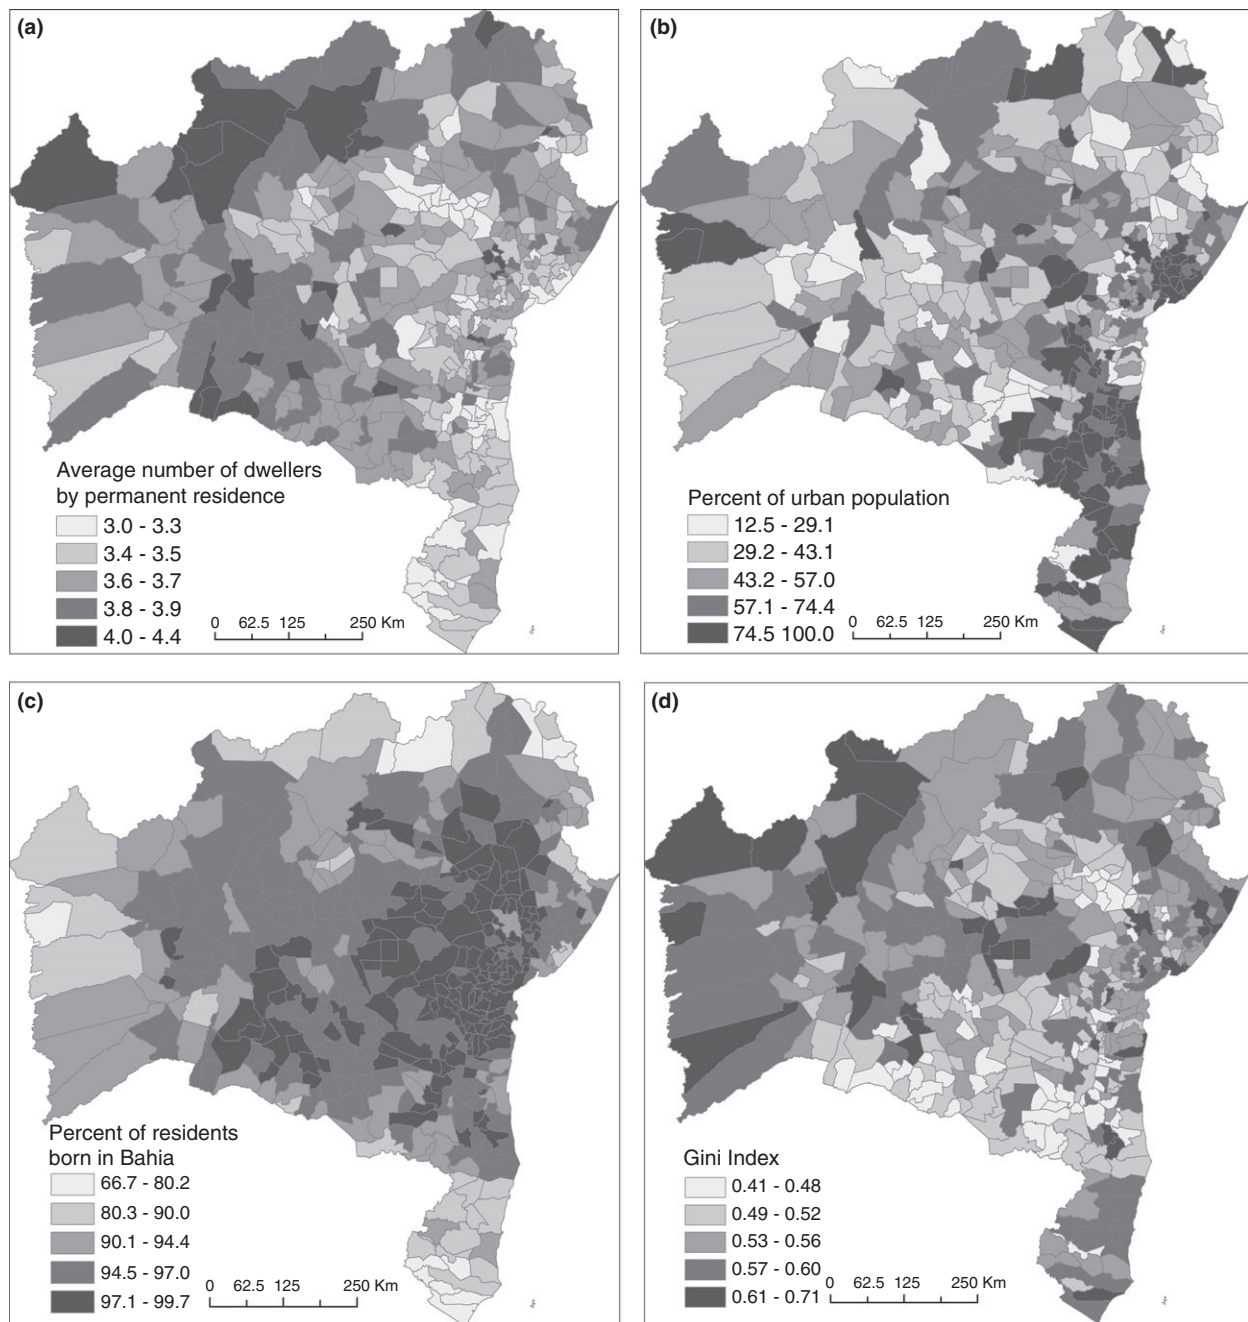 (a)
Average number of dwellers
by permanent residence
3.0 - 3.3
3.4 - 3.5
3.6 - 3.7
3.8 - 3.9
4.0 - 4.4
0 62.5 125 250 Km
(b)
Percent of urban population
12.5 - 29.1
29.2 - 43.1
43.2 - 57.0
57.1 - 74.4
74.5 100.0
0 62.5 125 250 Km
(c)
Percent of residents
born in Bahia
66.7 - 80.2
80.3 - 90.0
90.1 - 94.4
94.5 - 97.0
97.1 - 99.7
0 62.5 125 250 Km
(d)
Gini Index
0.41 - 0.48
0.49 - 0.52
0.53 - 0.56
0.57 - 0.60
0.61 - 0.71
0 62.5 125 250 Km